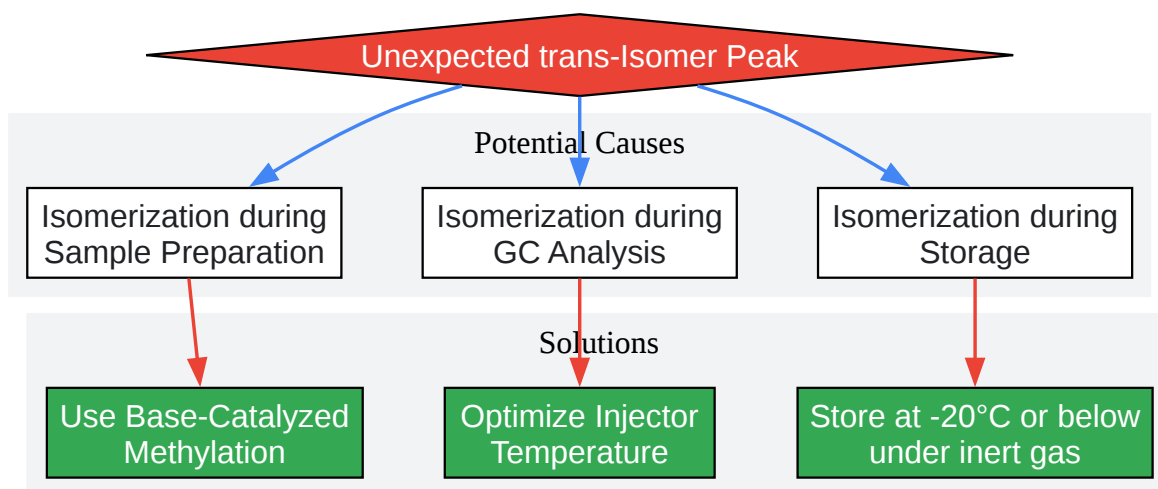 Unexpected trans-Isomer Peak
Potential Causes
Isomerization during
Sample Preparation
Isomerization during
GC Analysis
Isomerization during
Storage
Solutions
Use Base-Catalyzed
Methylation
Optimize Injector
Temperature
Store at -20°C or below
under inert gas